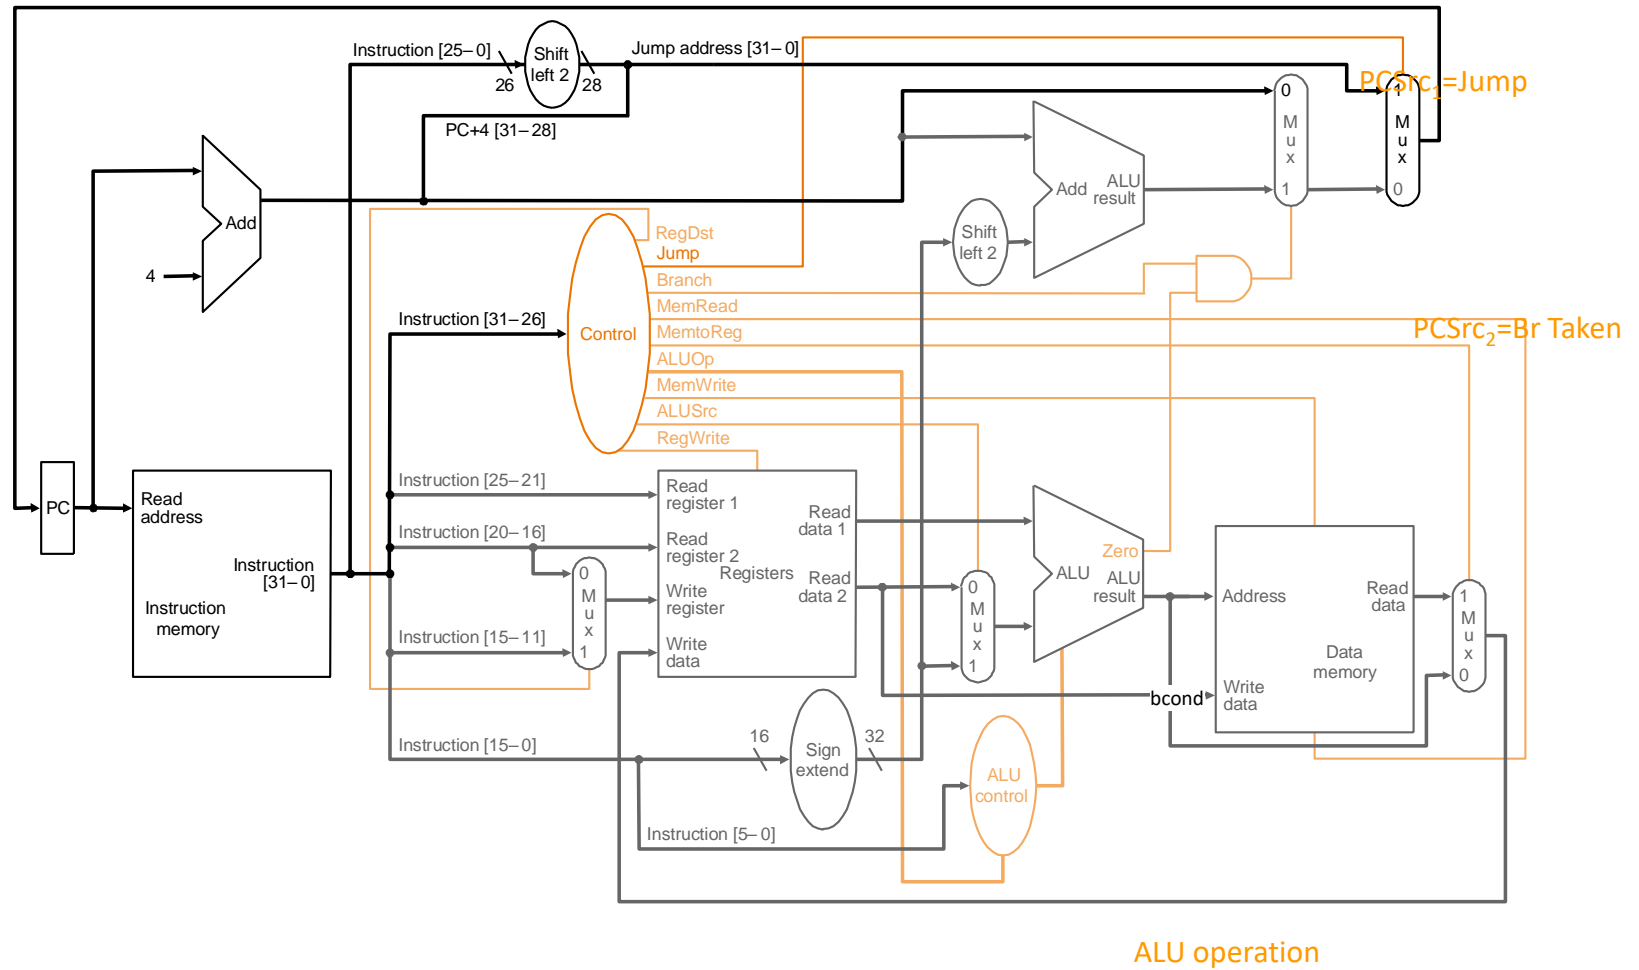 Instruction [25–0]
Shift
left 2
26
28
Jump address [31–0]
PC+4 [31–28]
PCSrc1=Jump
0
M
u
x
1
1
M
u
x
0
Add
4
Add
ALU
result
Shift
left 2
RegDst
Jump
Branch
MemRead
MemtoReg
ALUOp
MemWrite
ALUSrc
RegWrite
Control
Instruction [31–26]
PCSrc2=Br Taken
PC
Read
address
Instruction
[31–0]
Instruction
memory
Instruction [25–21]
Instruction [20–16]
Instruction [15–11]
0
M
u
x
1
Read
register 1
Read
register 2
Write
register
Write
data
Registers
Read
data 1
Read
data 2
0
M
u
x
1
Zero
ALU
ALU
result
Address
Read
data
Data
memory
Write
data
bcond
1
M
u
x
0
Instruction [15–0]
16
Sign
extend
32
ALU
control
Instruction [5–0]
ALU operation